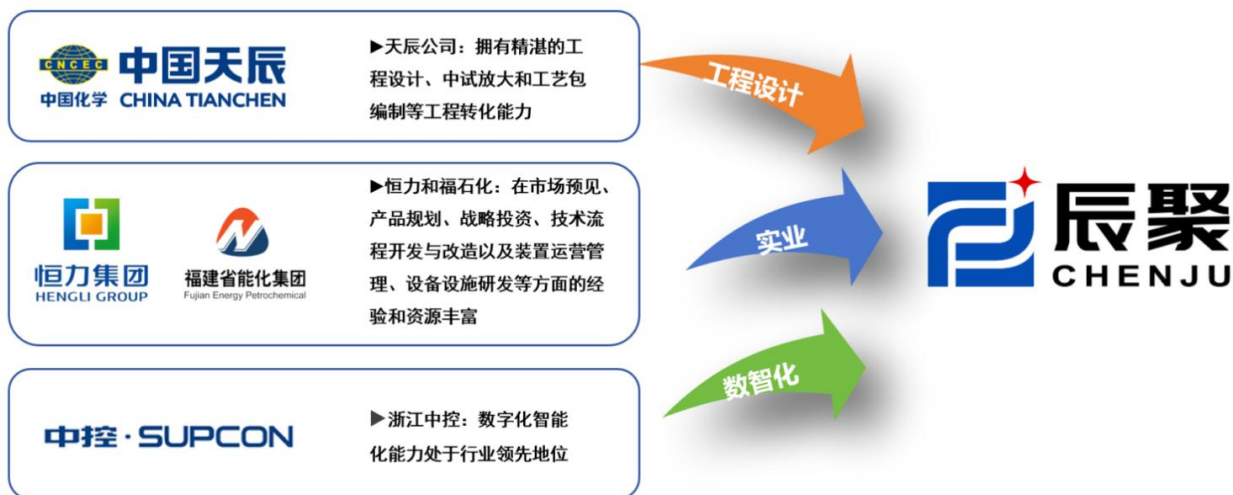 CNCEC
中国化学
中国天辰
CHINA TIANCHEN
▶天辰公司：拥有精湛的工
程设计、中试放大和工艺包
编制等工程转化能力
工程设计
恒力集团
HENGLI GROUP
福建省能化集团
Fujian Energy Petrochemical
▶恒力和福石化：在市场预见、
产品规划、战略投资、技术流
程开发与改造以及装置运营管
理、设备设施研发等方面的经
验和资源丰富
实业
中控·SUPCON
▶浙江中控：数字化智能
化能力处于行业领先地位
数智化
辰聚
CHENJU